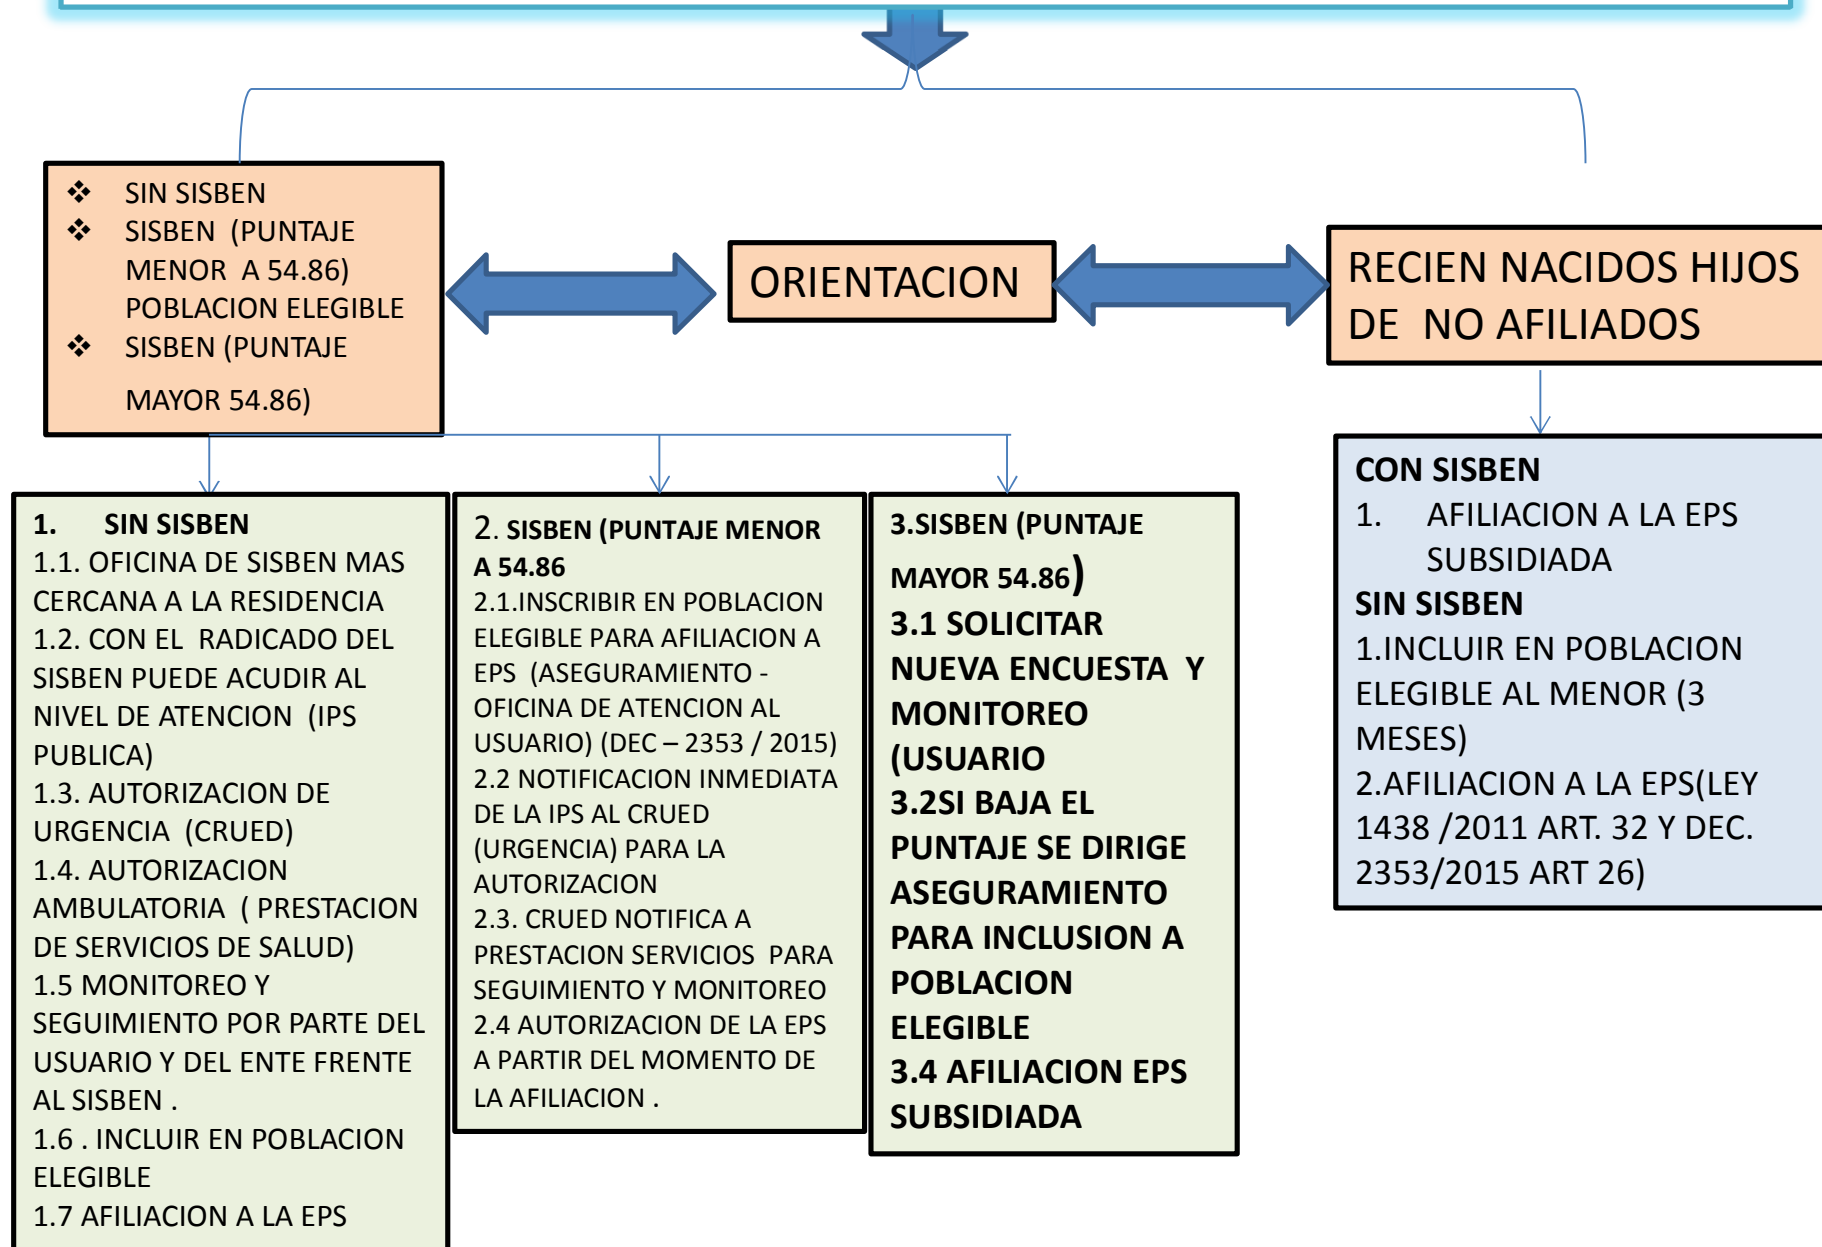 ❖ SIN SISBEN
❖ SISBEN (PUNTAJE
MENOR A 54.86)
POBLACION ELEGIBLE
❖ SISBEN (PUNTAJE
MAYOR 54.86)
ORIENTACION
RECIEN NACIDOS HIJOS
DE NO AFILIADOS
1. SIN SISBEN
1.1. OFICINA DE SISBEN MAS
CERCANA A LA RESIDENCIA
1.2. CON EL RADICADO DEL
SISBEN PUEDE ACUDIR AL
NIVEL DE ATENCION (IPS
PUBLICA)
1.3. AUTORIZACION DE
URGENCIA (CRUED)
1.4. AUTORIZACION
AMBULATORIA ( PRESTACION
DE SERVICIOS DE SALUD)
1.5 MONITOREO Y
SEGUIMIENTO POR PARTE DEL
USUARIO Y DEL ENTE FRENTE
AL SISBEN .
1.6 . INCLUIR EN POBLACION
ELEGIBLE
1.7 AFILIACION A LA EPS
2. SISBEN (PUNTAJE MENOR
A 54.86
2.1.INSCRIBIR EN POBLACION
ELEGIBLE PARA AFILIACION A
EPS (ASEGURAMIENTO -
OFICINA DE ATENCION AL
USUARIO) (DEC – 2353 / 2015)
2.2 NOTIFICACION INMEDIATA
DE LA IPS AL CRUED
(URGENCIA) PARA LA
AUTORIZACION
2.3. CRUED NOTIFICA A
PRESTACION SERVICIOS PARA
SEGUIMIENTO Y MONITOREO
2.4 AUTORIZACION DE LA EPS
A PARTIR DEL MOMENTO DE
LA AFILIACION .
3.SISBEN (PUNTAJE
MAYOR 54.86)
3.1 SOLICITAR
NUEVA ENCUESTA Y
MONITOREO
(USUARIO
3.2SI BAJA EL
PUNTAJE SE DIRIGE
ASEGURAMIENTO
PARA INCLUSION A
POBLACION
ELEGIBLE
3.4 AFILIACION EPS
SUBSIDIADA
CON SISBEN
1. AFILIACION A LA EPS
SUBSIDIADA
SIN SISBEN
1.INCLUIR EN POBLACION
ELEGIBLE AL MENOR (3
MESES)
2.AFILIACION A LA EPS(LEY
1438 /2011 ART. 32 Y DEC.
2353/2015 ART 26)